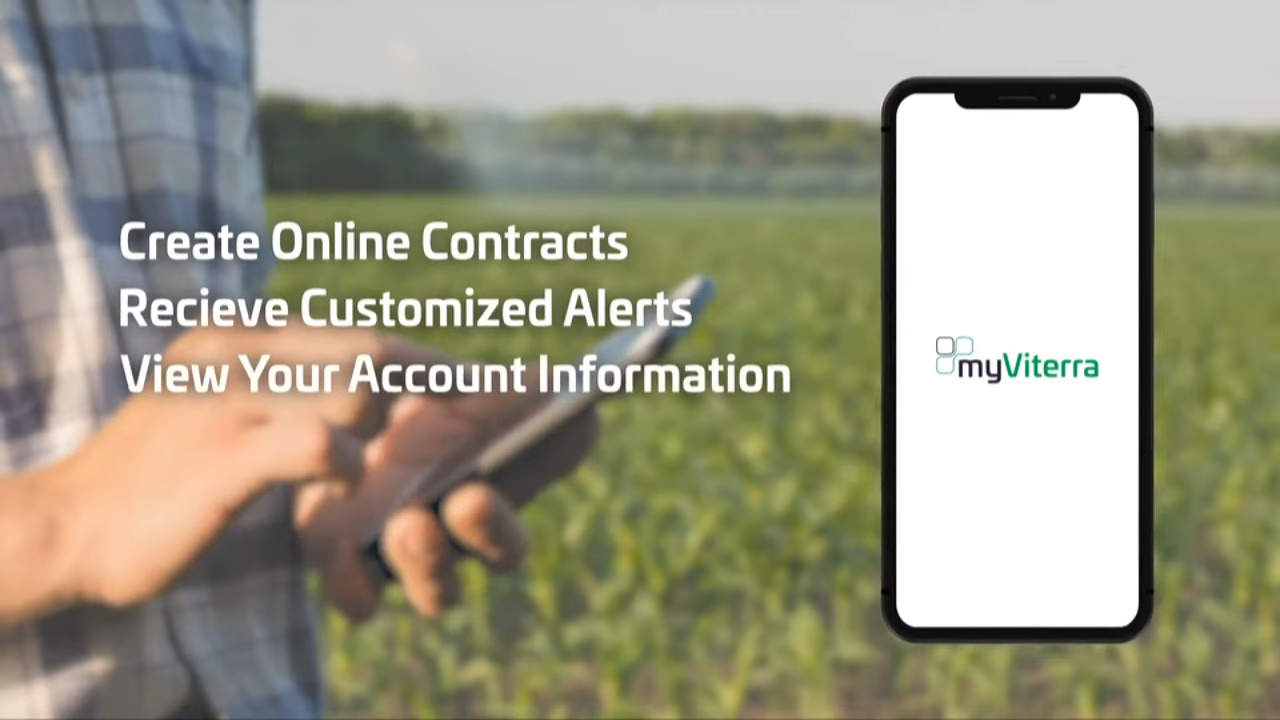 Create Online Contracts
Recieve Customized Alerts
View Your Account Information
myViterra